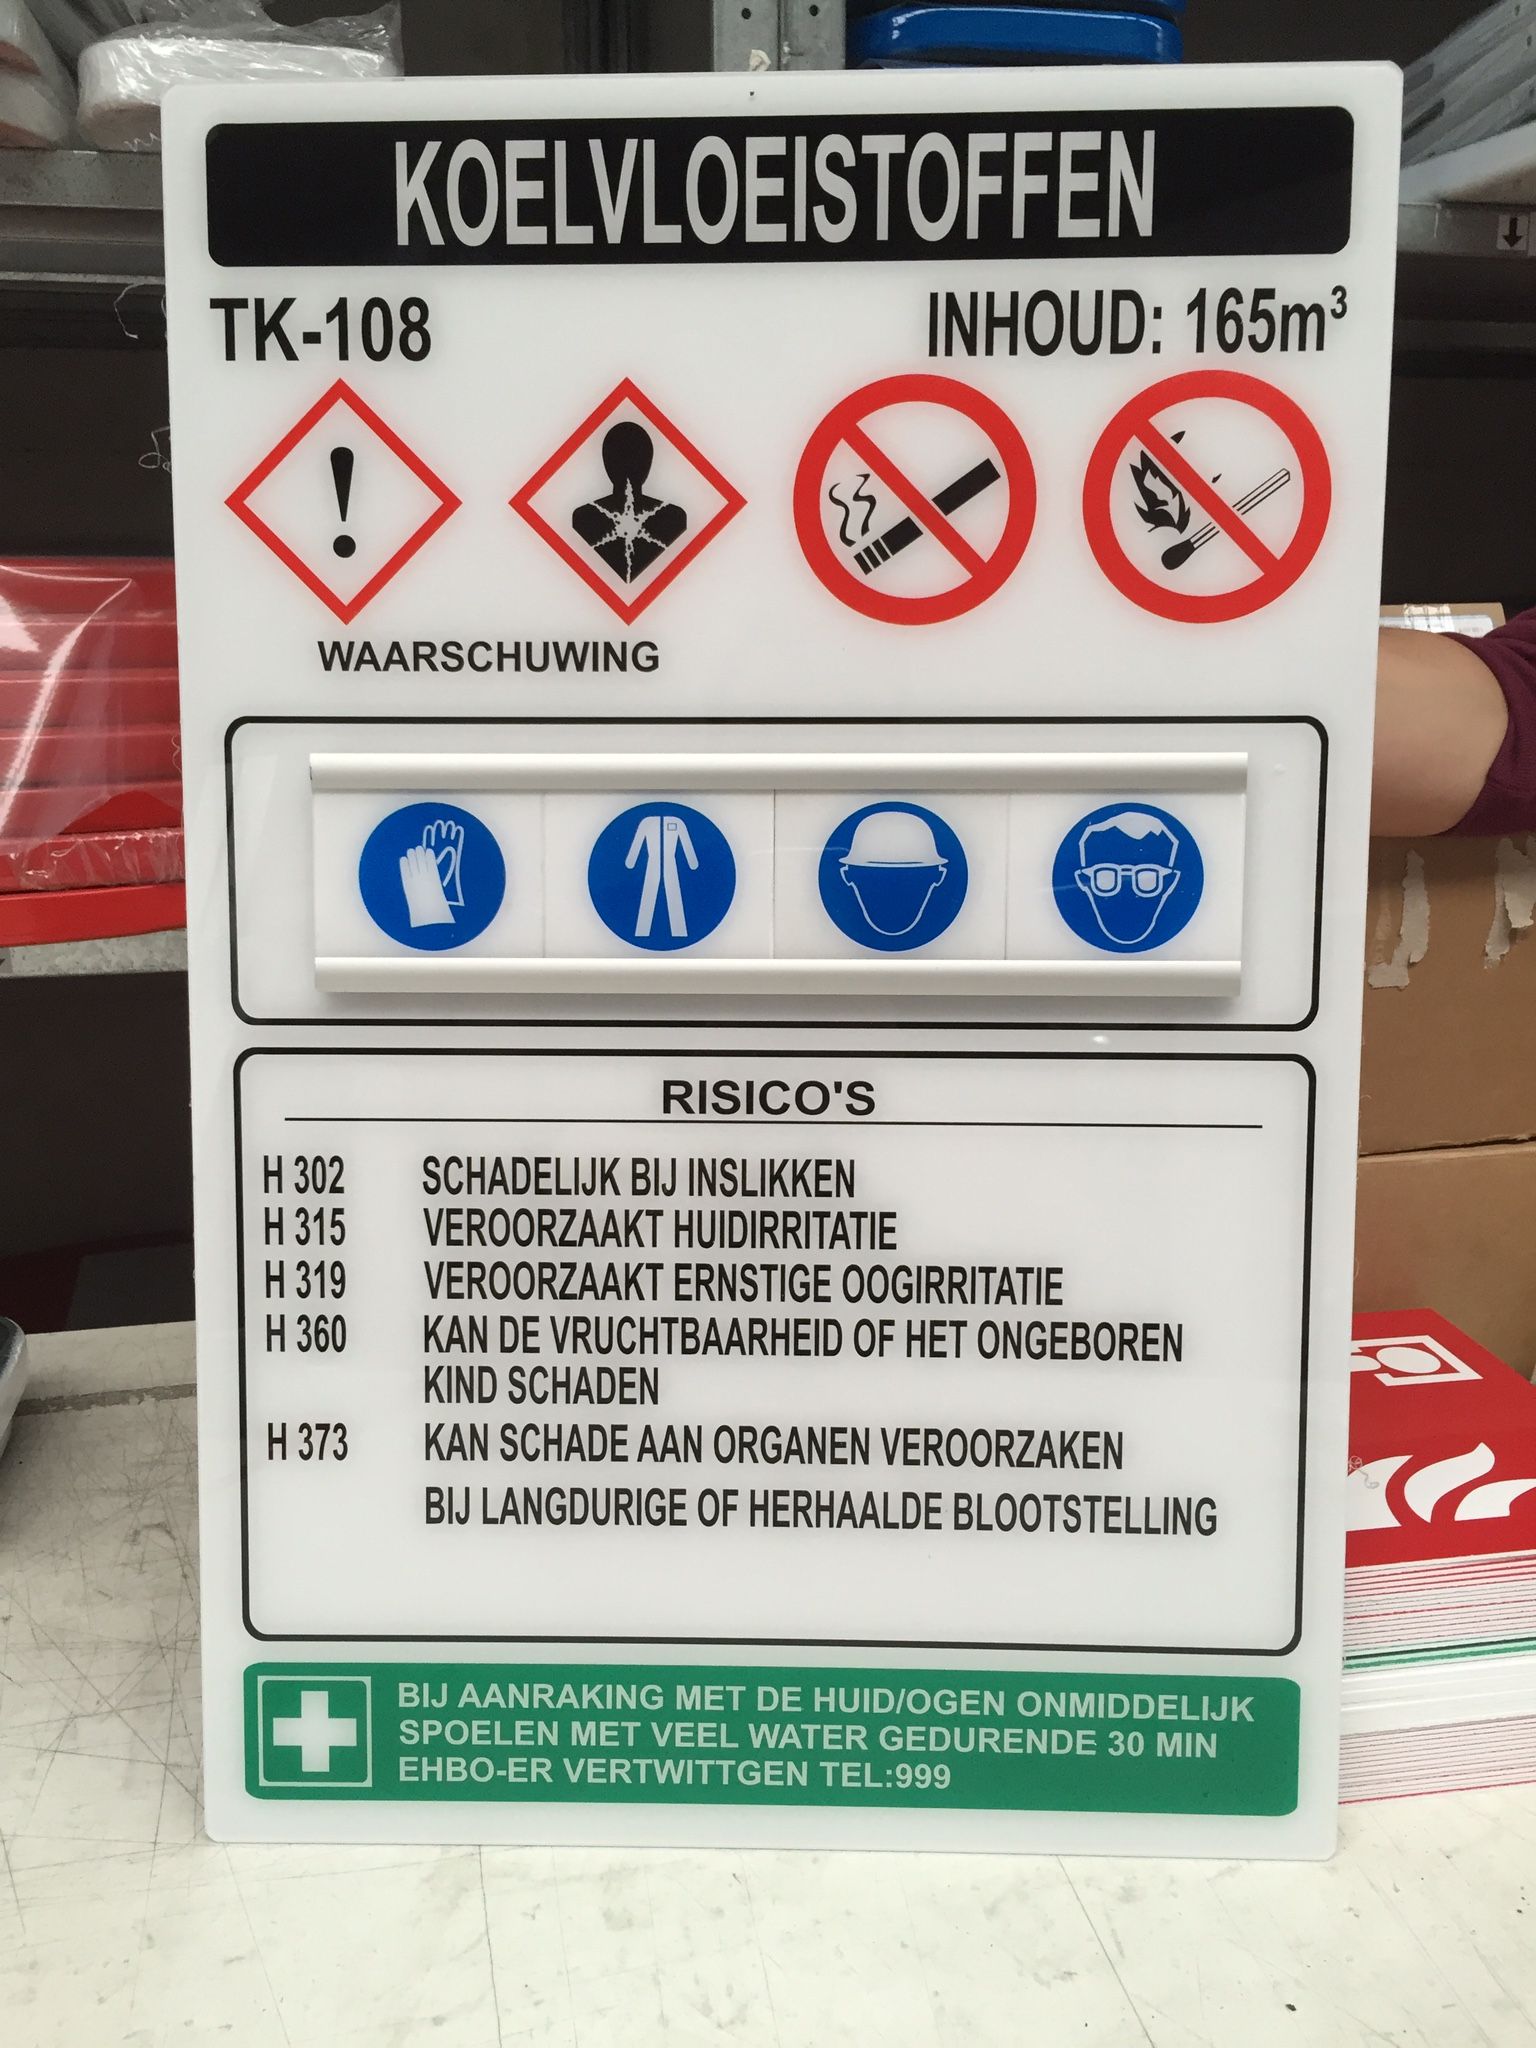 KOELVLOEISTOFFEN
TK-108
INHOUD: 165m³
WAARSCHUWING
RISICO'S
H 302 SCHADELIJK BIJ INSLIKKEN
H 315 VEROORZAAKT HUIDIRRITATIE
H 319 VEROORZAAKT ERNSTIGE OOGIRRITATIE
H 360 KAN DE VRUCHTBAARHEID OF HET ONGEBOREN
KIND SCHADEN
H 373 KAN SCHADE AAN ORGANEN VEROORZAKEN
BIJ LANGDURIGE OF HERHAALDE BLOOTSTELLING
BIJ AANRAKING MET DE HUID/OGEN ONMIDDELIJK
SPOELEN MET VEEL WATER GEDURENDE 30 MIN
EHBO-ER VERTWITTGEN TEL:999